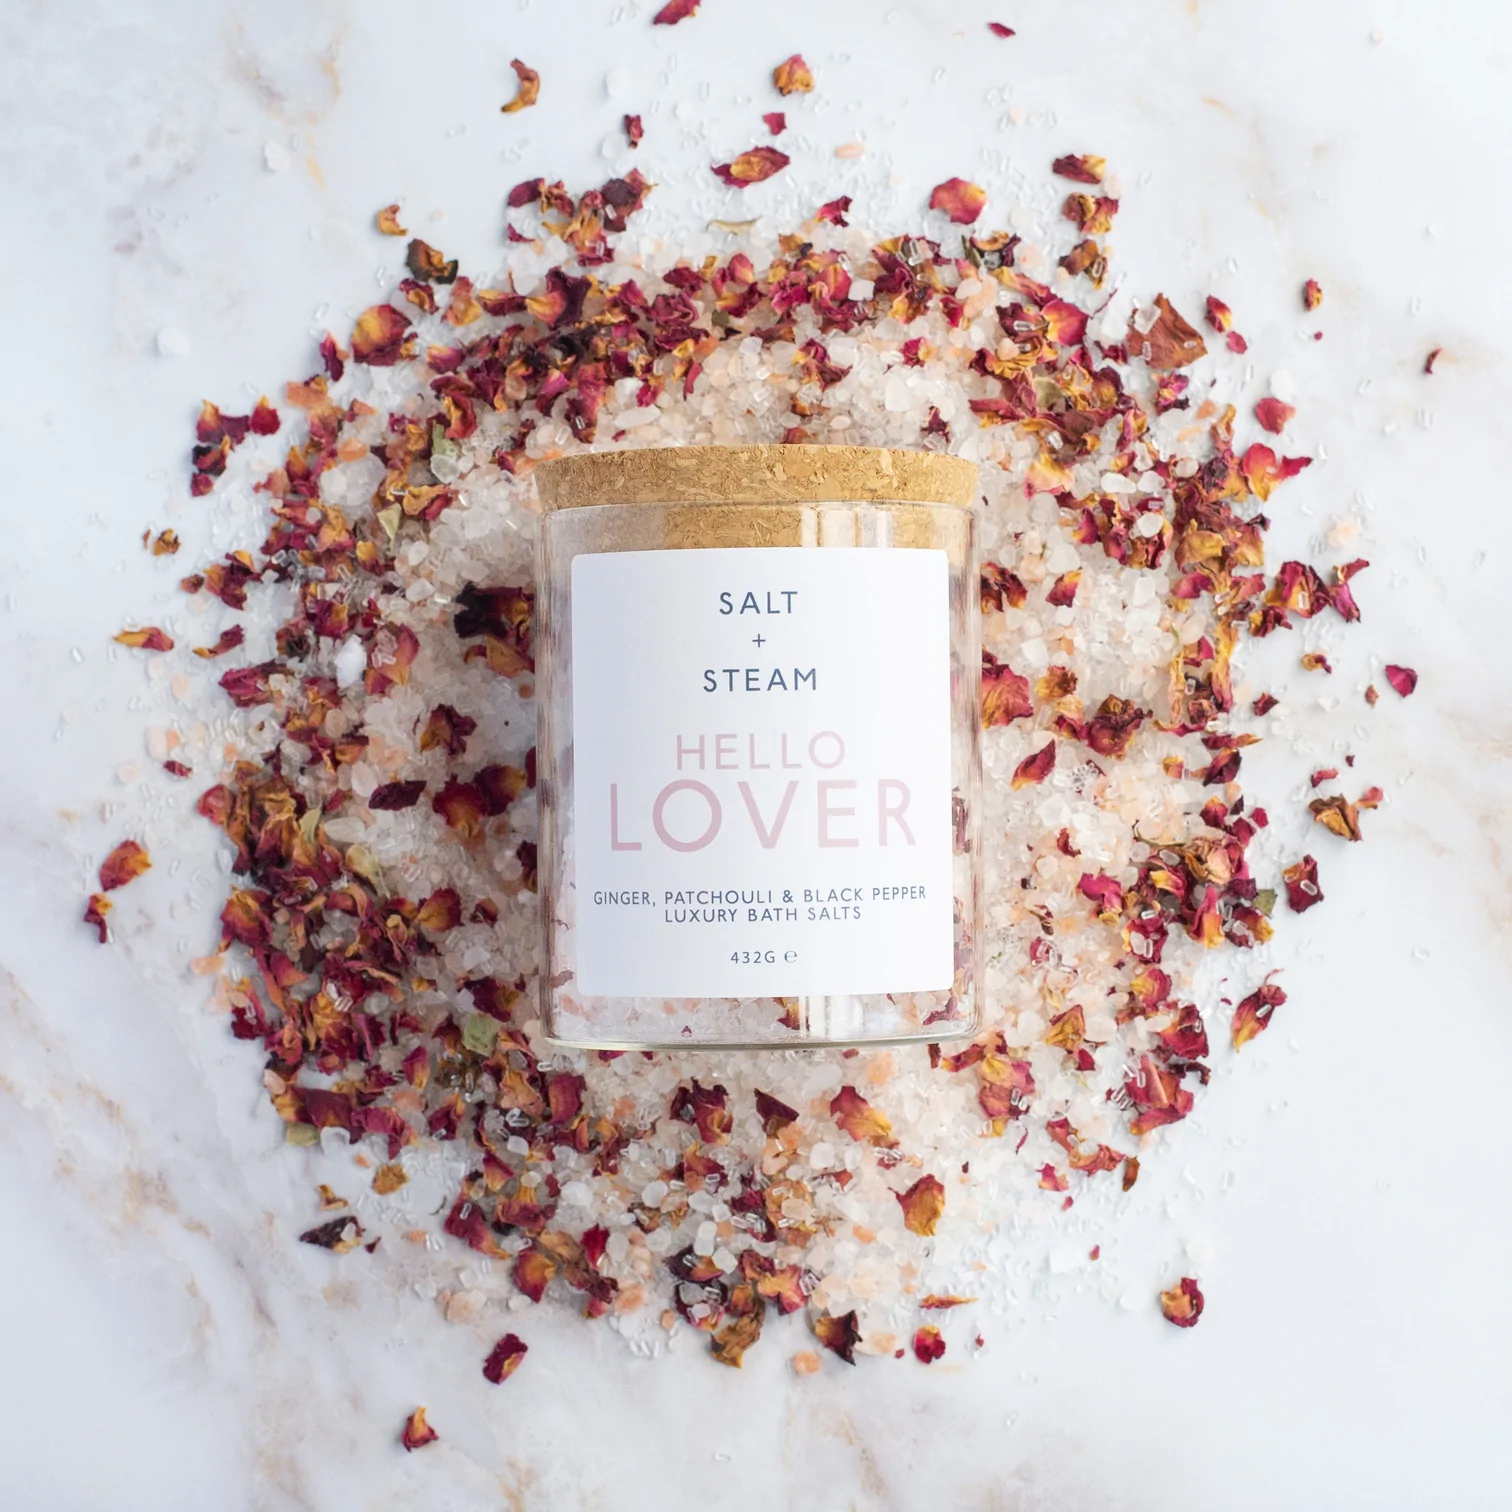 SALT
+
STEAM
HELLO
LOVER
GINGER, PATCHOULI & BLACK PEPPER
LUXURY BATH SALTS
432G ℮